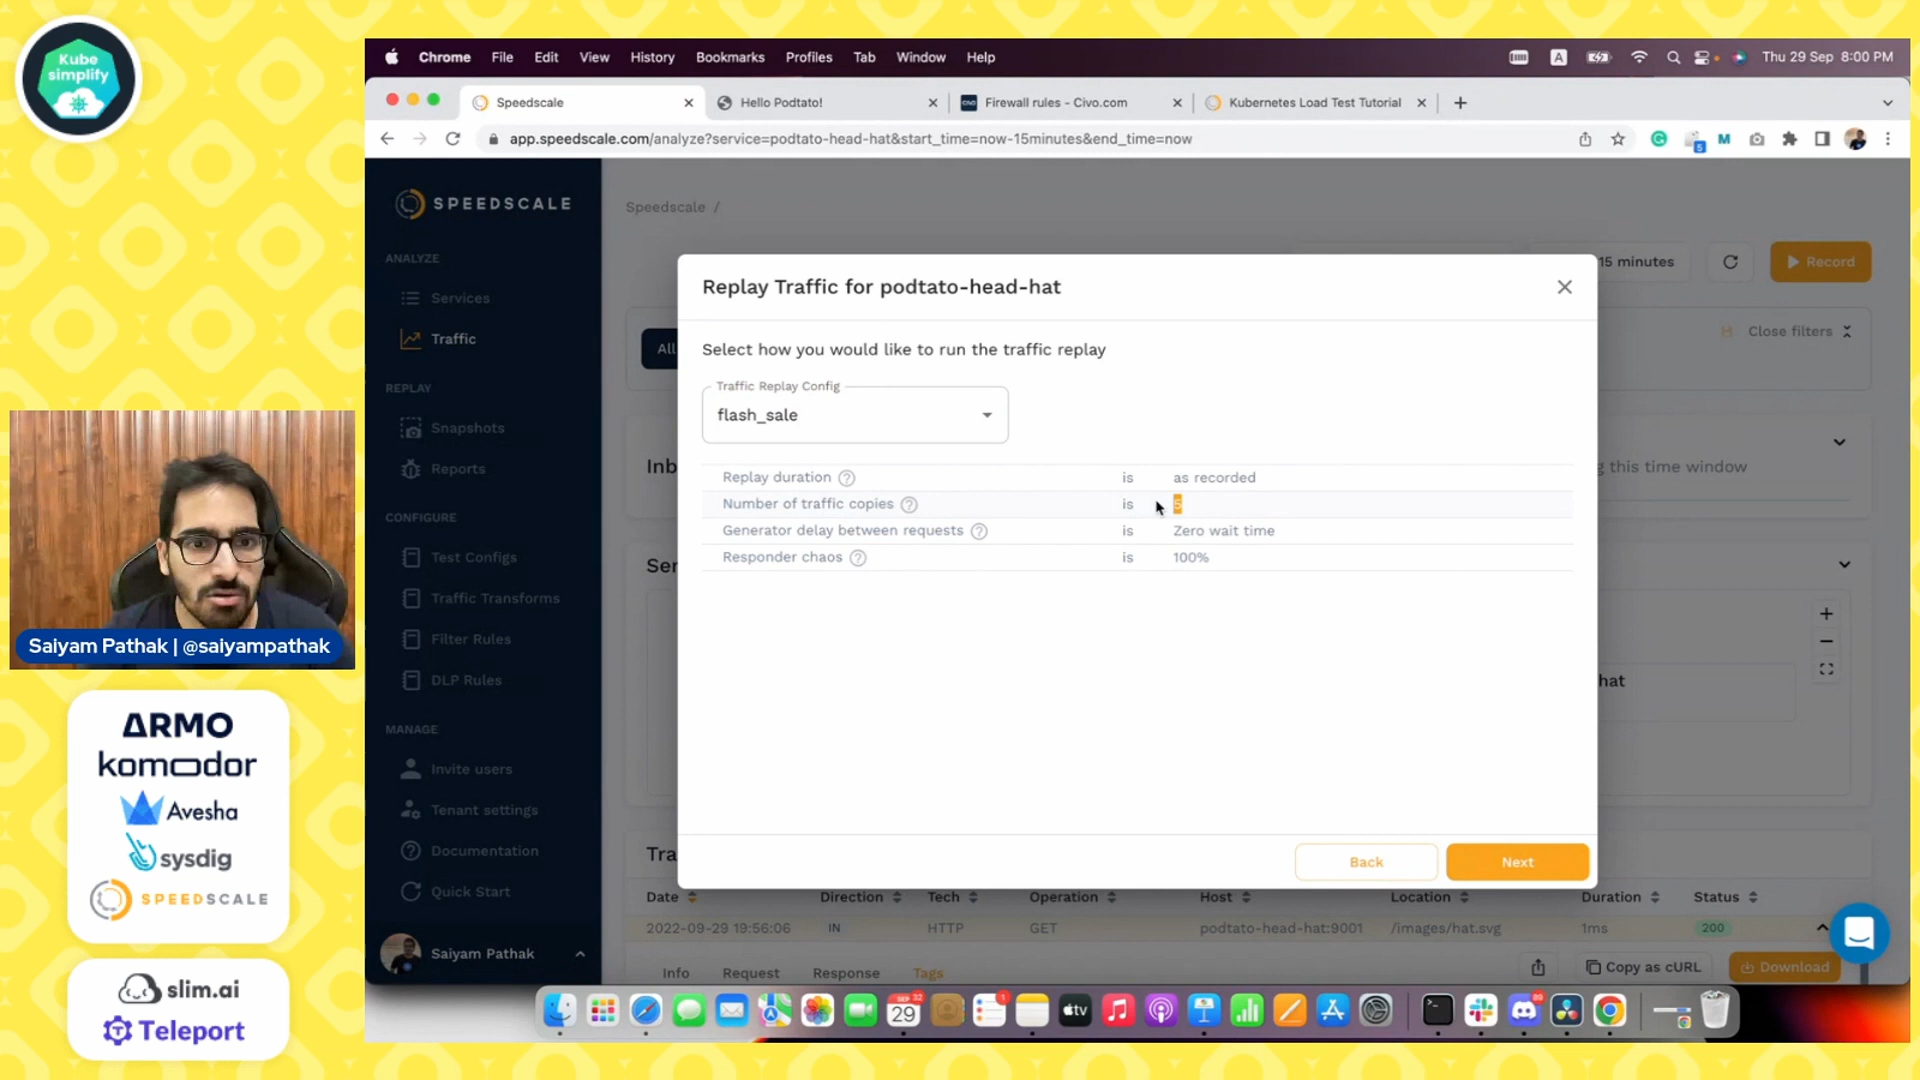 Kube
simplify
Chrome File Edit View History Bookmarks Profiles Tab Window Help
A
Thu 29 Sep 8:00 PM
Speedscale
Hello Podtato!
Firewall rules - Civo.com
Kubernetes Load Test Tutorial
app.speedscale.com/analyze?service=podtato-head-hat&start_time=now-15minutes&end_time=now
SPEEDSCALE
ANALYZE
Services
Traffic
REPLAY
Snapshots
Reports
CONFIGURE
Test Configs
Traffic Transforms
Filter Rules
DLP Rules
MANAGE
Invite users
Tenant settings
Documentation
Quick Start
Saiyam Pathak
Speedscale /
15 minutes
Record
All
Close filters
Inb
g this time window
Ser
hat
Tra
Replay Traffic for podtato-head-hat
Select how you would like to run the traffic replay
Traffic Replay Config
flash_sale
Replay duration is as recorded
Number of traffic copies is 5
Generator delay between requests is Zero wait time
Responder chaos is 100%
Back
Next
Date Direction Tech Operation Host Location Duration Status
2022-09-29 19:56:06 IN HTTP GET podtato-head-hat:9001 /images/hat.svg 1ms 200
Info Request Response Tags
Copy as cURL
Download
Saiyam Pathak | @saiyampathak
ARMO
komodor
Avesha
sysdig
SPEEDSCALE
slim.ai
Teleport
29
tv